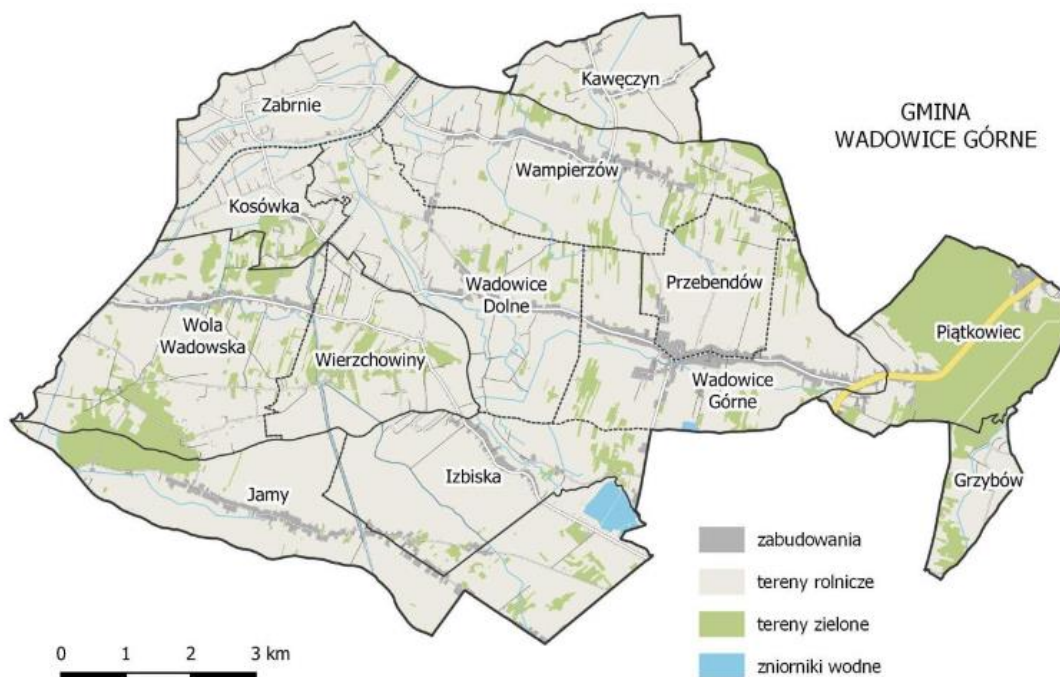 Kawęczyn
GMINA
WADOWICE GÓRNE
Zabrnie
Wampierzów
Kosówka
Wadowice
Dolne
Przebendów
Piątkowiec
Wola
Wadowska
Wierzchowiny
Wadowice
Górne
Izbiska
Jamy
Grzybów
zabudowania
tereny rolnicze
tereny zielone
zniorniki wodne
0 1 2 3 km